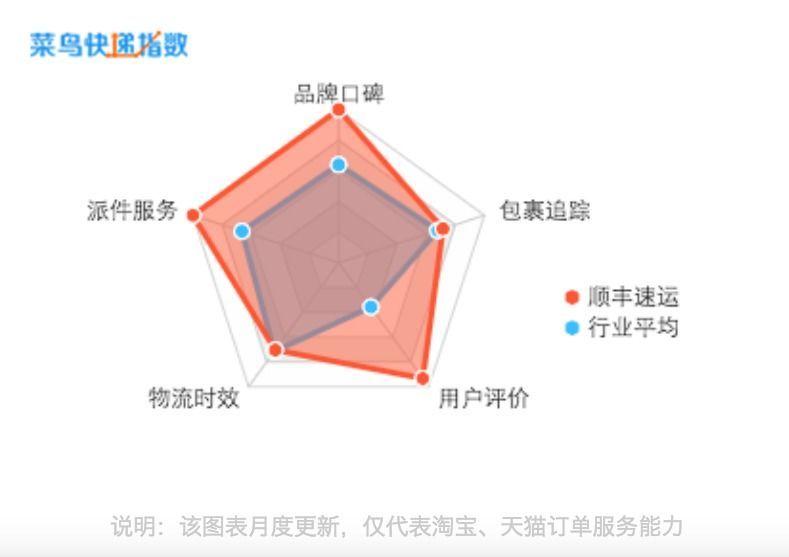 菜鸟快递指数
品牌口碑
派件服务
包裹追踪
顺丰速运
行业平均
物流时效
用户评价
说明：该图表月度更新，仅代表淘宝、天猫订单服务能力